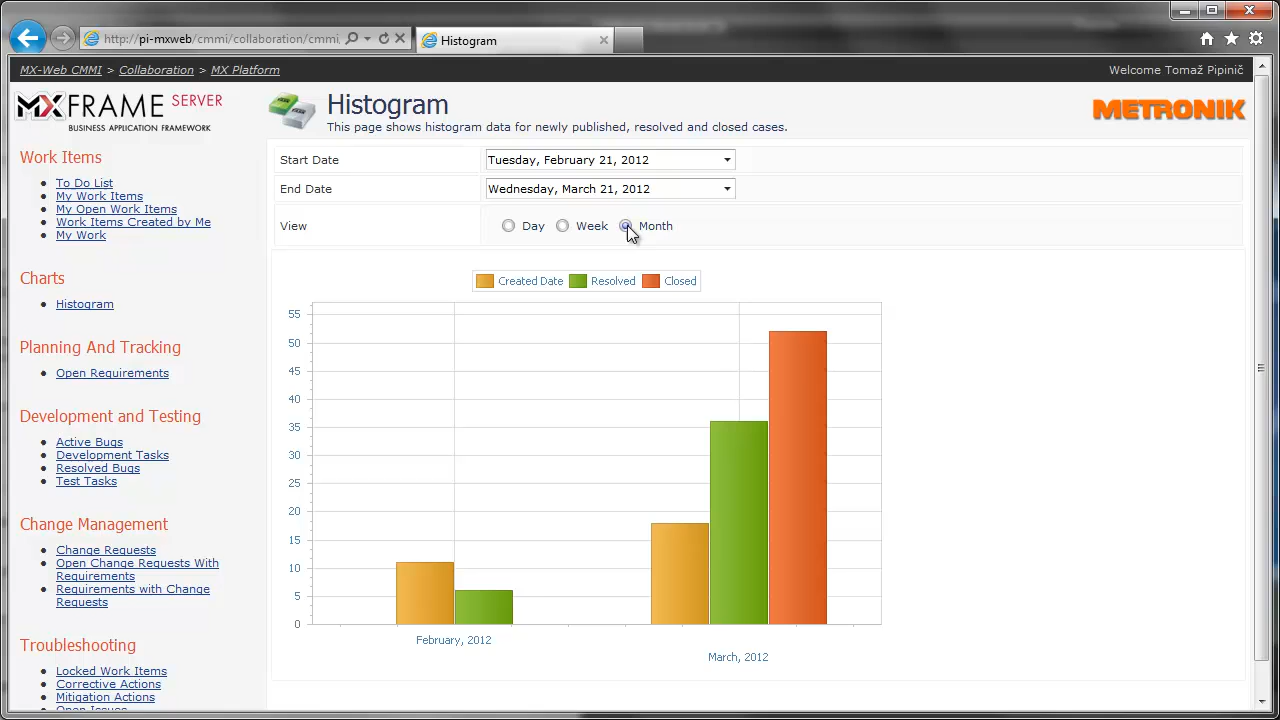 http://pi-mxweb/cmmi/collaboration/cmmi,
Histogram
MX-Web CMMI > Collaboration > MX Platform
Welcome Tomaž Pipinič
MXFRAME SERVER
BUSINESS APPLICATION FRAMEWORK
Histogram
This page shows histogram data for newly published, resolved and closed cases.
METRONIK
Work Items
To Do List
My Work Items
My Open Work Items
Work Items Created by Me
My Work
Charts
Histogram
Planning And Tracking
Open Requirements
Development and Testing
Active Bugs
Development Tasks
Resolved Bugs
Test Tasks
Change Management
Change Requests
Open Change Requests With
Requirements
Requirements with Change
Requests
Troubleshooting
Locked Work Items
Corrective Actions
Mitigation Actions
Open Issues
Start Date
Tuesday, February 21, 2012
End Date
Wednesday, March 21, 2012
View
Day Week Month
Created Date Resolved Closed
55
50
45
40
35
30
25
20
15
10
5
0
February, 2012
March, 2012